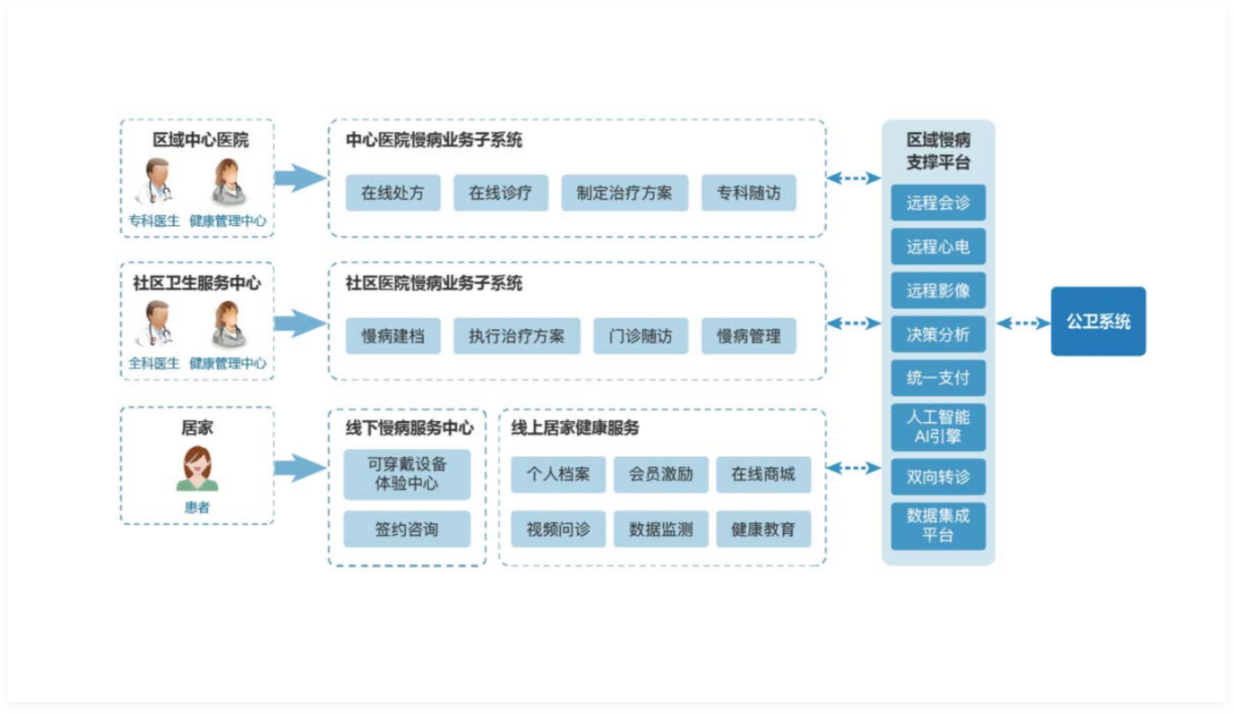 区域中心医院
专科医生 健康管理中心
中心医院慢病业务子系统
在线处方 在线诊疗 制定治疗方案 专科随访
社区卫生服务中心
全科医生 健康管理中心
社区医院慢病业务子系统
慢病建档 执行治疗方案 门诊随访 慢病管理
居家
患者
线下慢病服务中心
可穿戴设备
体验中心
签约咨询
线上居家健康服务
个人档案 会员激励 在线商城
视频问诊 数据监测 健康教育
区域慢病
支撑平台
远程会诊
远程心电
远程影像
决策分析
统一支付
人工智能
AI引擎
双向转诊
数据集成
平台
公卫系统